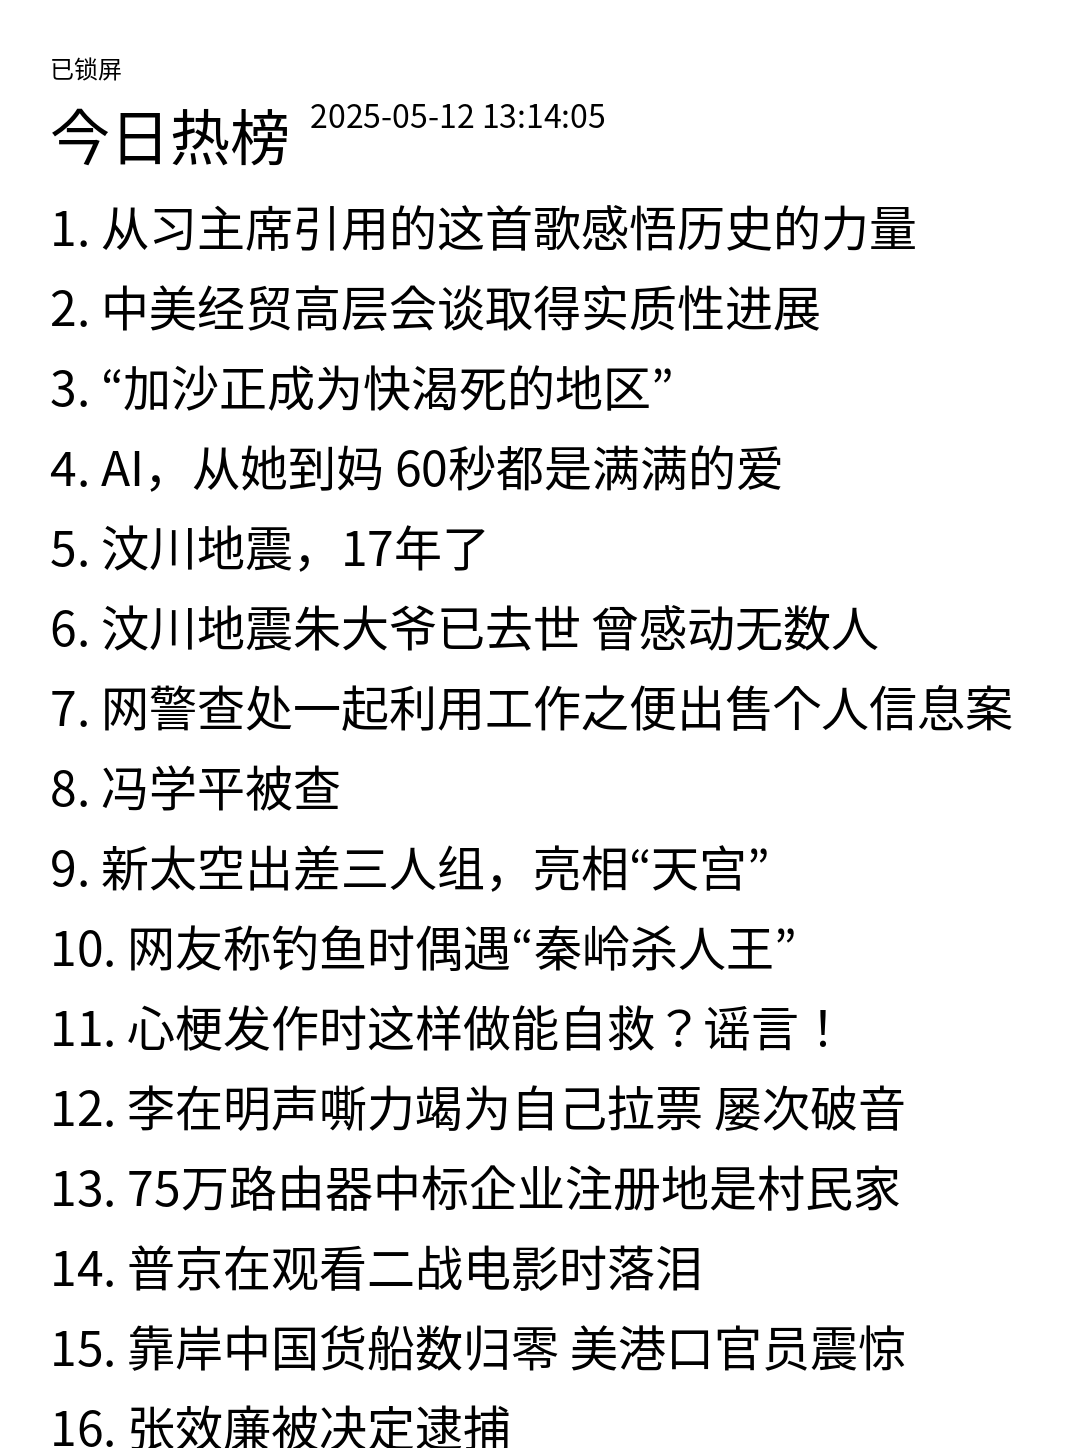 已锁屏
今日热榜 2025-05-12 13:14:05
1. 从习主席引用的这首歌感悟历史的力量
2. 中美经贸高层会谈取得实质性进展
3. “加沙正成为快渴死的地区”
4. AI，从她到妈 60秒都是满满的爱
5. 汶川地震，17年了
6. 汶川地震朱大爷已去世 曾感动无数人
7. 网警查处一起利用工作之便出售个人信息案
8. 冯学平被查
9. 新太空出差三人组，亮相“天宫”
10. 网友称钓鱼时偶遇“秦岭杀人王”
11. 心梗发作时这样做能自救？谣言！
12. 李在明声嘶力竭为自己拉票 屡次破音
13. 75万路由器中标企业注册地是村民家
14. 普京在观看二战电影时落泪
15. 靠岸中国货船数归零 美港口官员震惊
16. 张效廉被决定逮捕